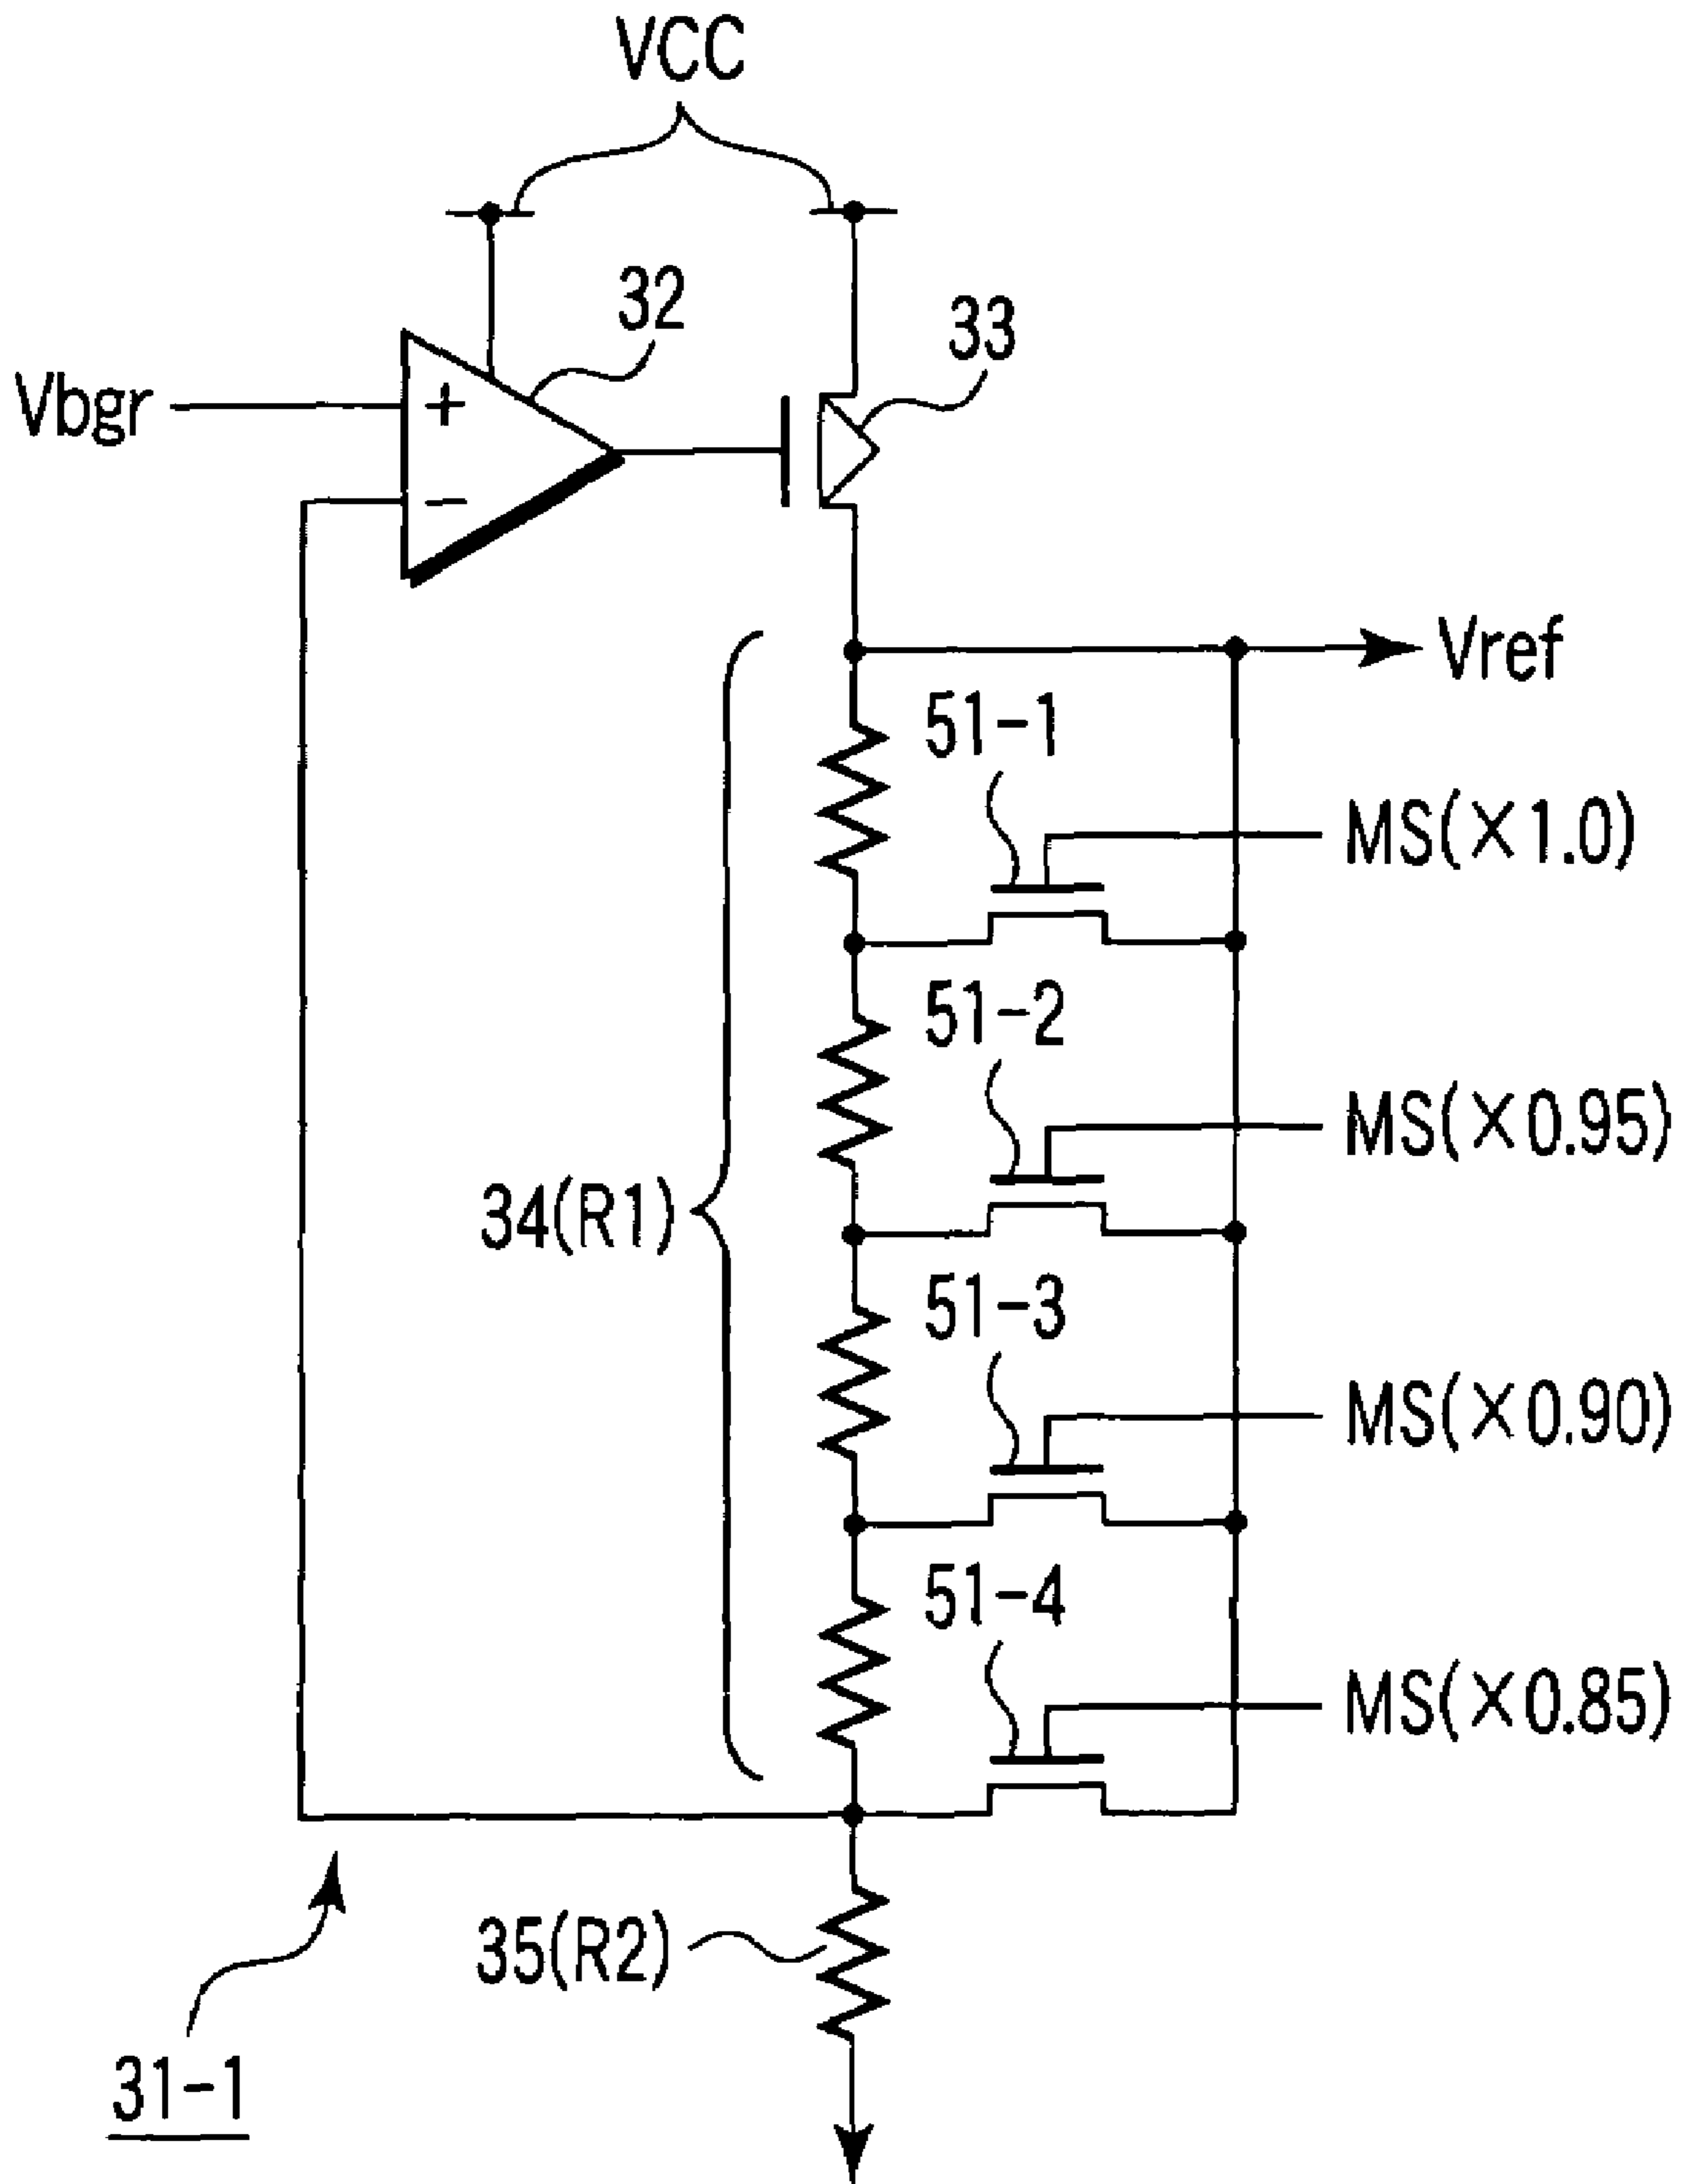 VCC
32
33
Vbgr
+
−
Vref
51-1
MS(×1.0)
51-2
MS(×0.95)
34(R1)
51-3
MS(×0.90)
51-4
MS(×0.85)
35(R2)
31-1